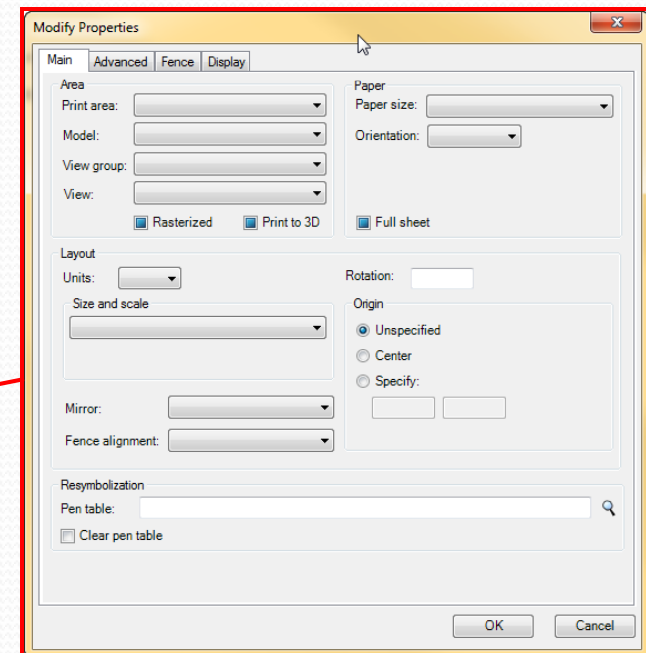 Modify Properties
Main Advanced Fence Display
Area
Print area:
Model:
View group:
View:
Rasterized Print to 3D
Paper
Paper size:
Orientation:
Full sheet
Layout
Units:
Rotation:
Size and scale
Origin
Unspecified
Center
Specify:
Mirror:
Fence alignment:
Resymbolization
Pen table:
Clear pen table
OK Cancel